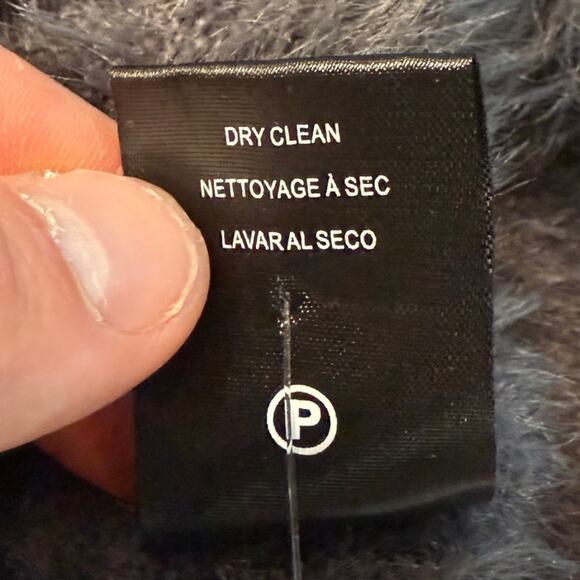 DRY CLEAN
NETTOYAGE À SEC
LAVAR AL SECO
P